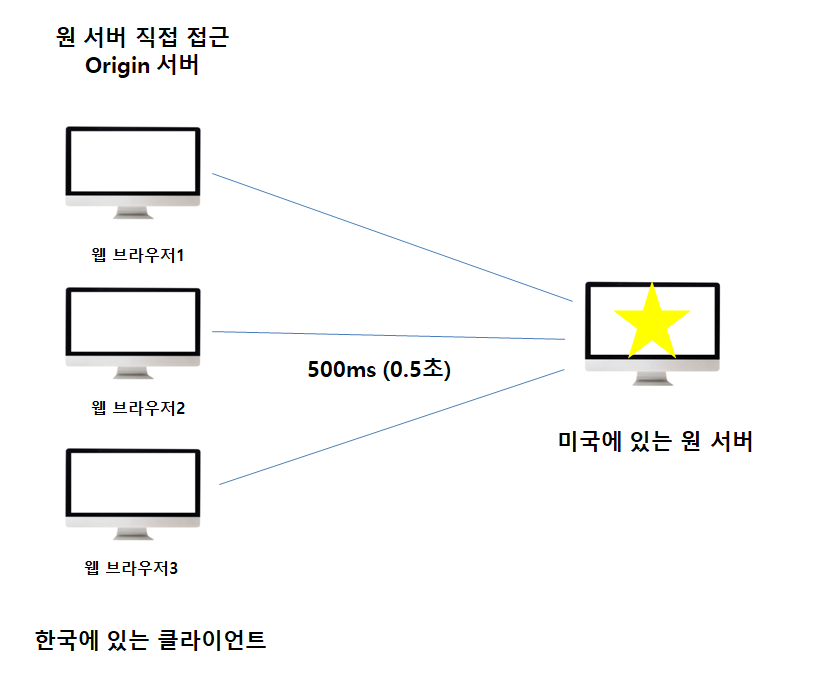 원 서버 직접 접근
Origin 서버
웹 브라우저1
웹 브라우저2
500ms (0.5초)
미국에 있는 원 서버
웹 브라우저3
한국에 있는 클라이언트